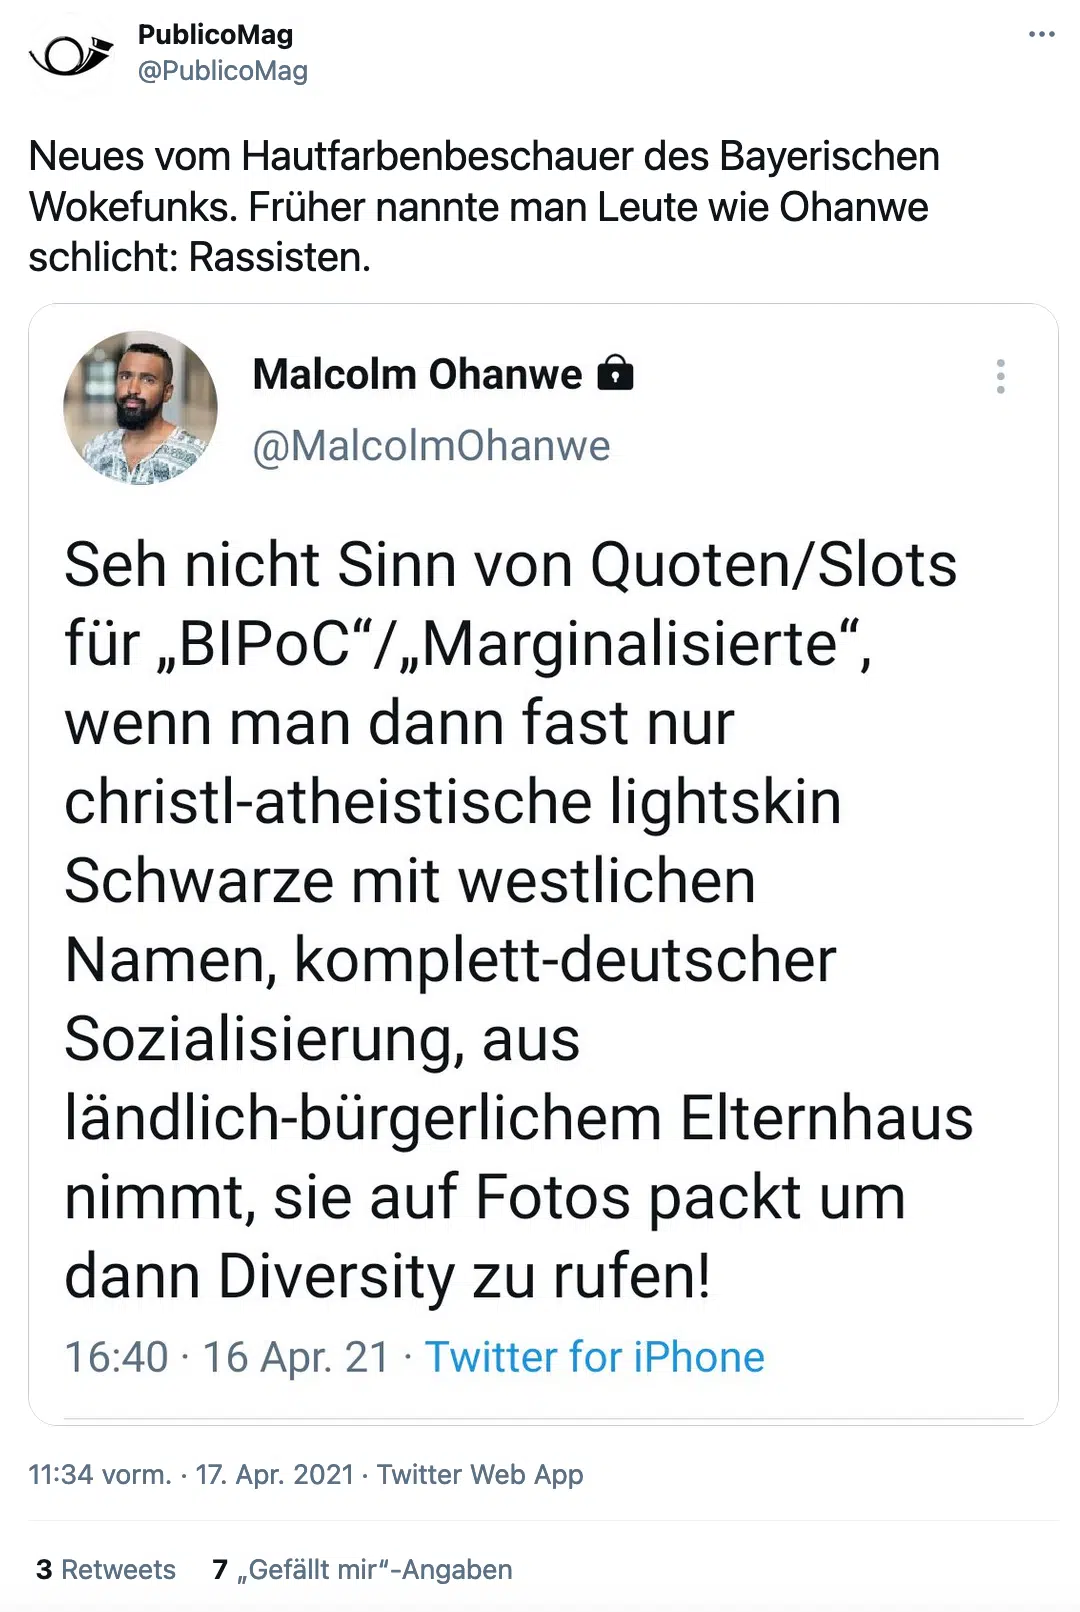 PublicoMag
@PublicoMag
Neues vom Hautfarbenbeschauer des Bayerischen
Wokefunks. Früher nannte man Leute wie Ohanwe
schlicht: Rassisten.
Malcolm Ohanwe
@MalcolmOhanwe
Seh nicht Sinn von Quoten/Slots
für „BIPoC“/„Marginalisierte“,
wenn man dann fast nur
christl-atheistische lightskin
Schwarze mit westlichen
Namen, komplett-deutscher
Sozialisierung, aus
ländlich-bürgerlichem Elternhaus
nimmt, sie auf Fotos packt um
dann Diversity zu rufen!
16:40 · 16 Apr. 21 · Twitter for iPhone
11:34 vorm. · 17. Apr. 2021 · Twitter Web App
3 Retweets 7 „Gefällt mir“-Angaben